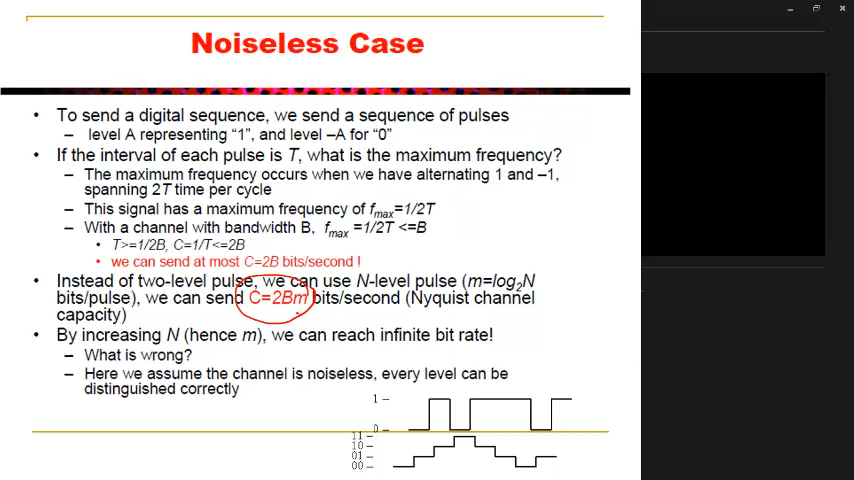 Noiseless Case
• To send a digital sequence, we send a sequence of pulses
– level A representing “1”, and level –A for “0”
• If the interval of each pulse is T, what is the maximum frequency?
– The maximum frequency occurs when we have alternating 1 and –1,
spanning 2T time per cycle
– This signal has a maximum frequency of fmax=1/2T
– With a channel with bandwidth B, fmax =1/2T <=B
• T>=1/2B, C=1/T<=2B
• we can send at most C=2B bits/second !
• Instead of two-level pulse, we can use N-level pulse (m=log2N
bits/pulse), we can send C=2Bm bits/second (Nyquist channel
capacity)
• By increasing N (hence m), we can reach infinite bit rate!
– What is wrong?
– Here we assume the channel is noiseless, every level can be
distinguished correctly
1
0
11
10
01
00